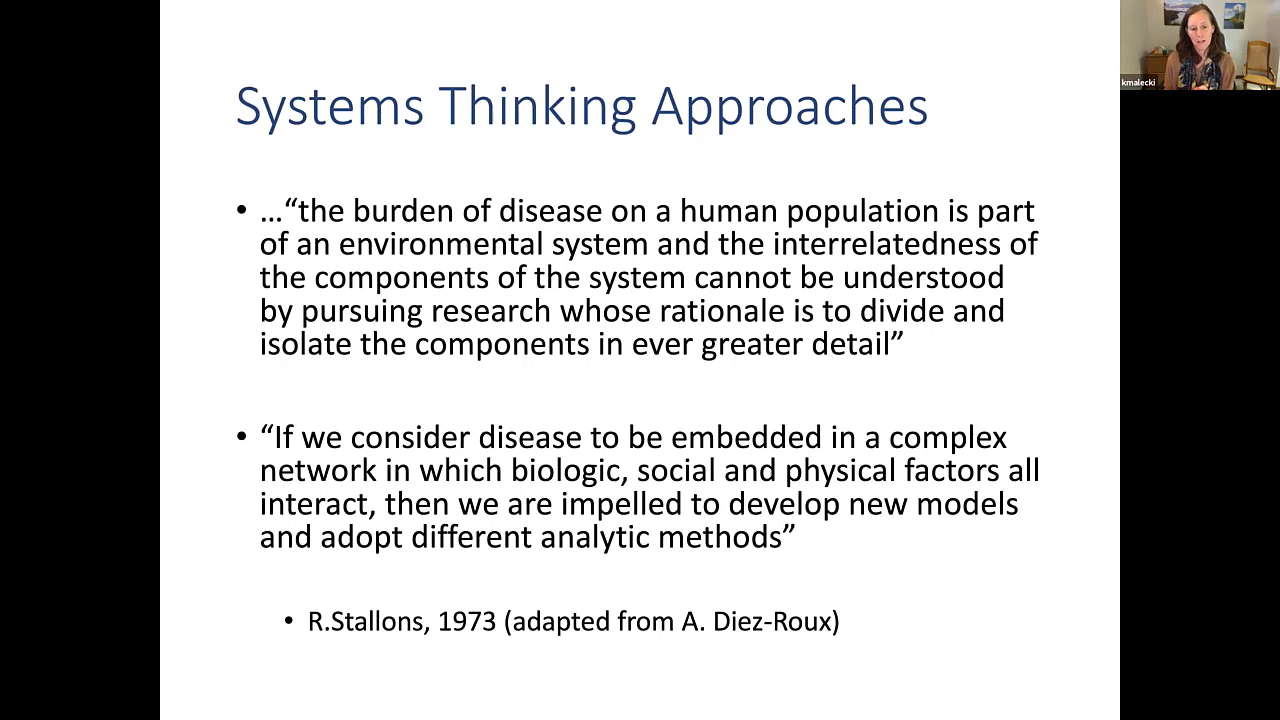 Systems Thinking Approaches
• …“the burden of disease on a human population is part
of an environmental system and the interrelatedness of
the components of the system cannot be understood
by pursuing research whose rationale is to divide and
isolate the components in ever greater detail”
• “If we consider disease to be embedded in a complex
network in which biologic, social and physical factors all
interact, then we are impelled to develop new models
and adopt different analytic methods”
• R.Stallons, 1973 (adapted from A. Diez-Roux)
kmalecki